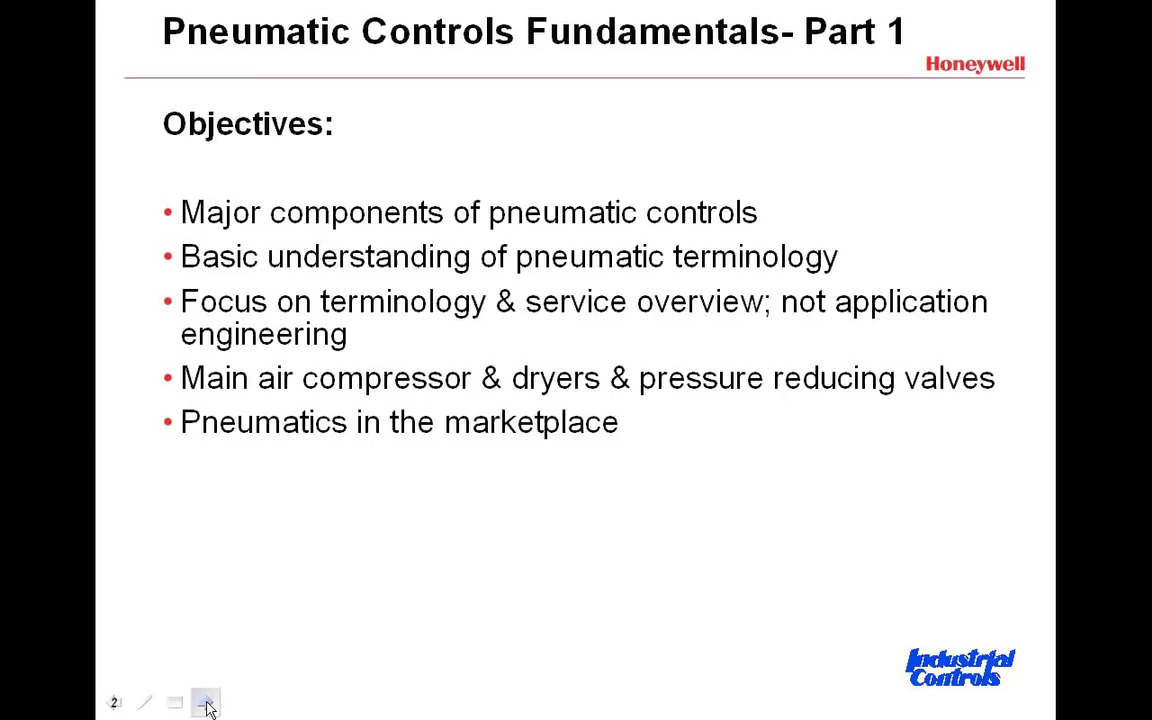 Pneumatic Controls Fundamentals- Part 1
Honeywell
Objectives:
• Major components of pneumatic controls
• Basic understanding of pneumatic terminology
• Focus on terminology & service overview; not application
engineering
• Main air compressor & dryers & pressure reducing valves
• Pneumatics in the marketplace
Industrial
Controls
2